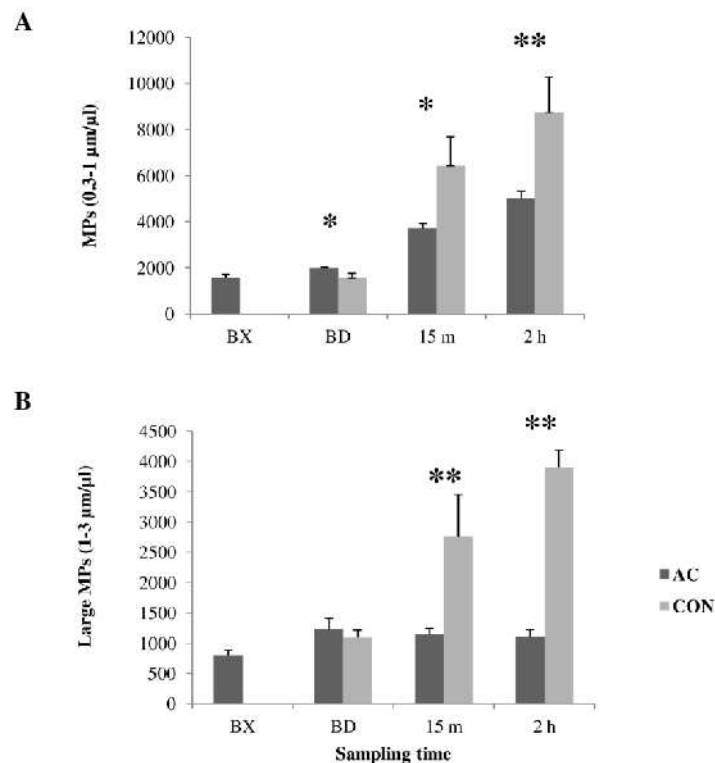 A
MPs (0.3-1 µm/µl)
12000
10000
8000
6000
4000
2000
0
*
*
**
BX
BD
15 m
2 h
B
Large MPs (1-3 µm/µl)
4500
4000
3500
3000
2500
2000
1500
1000
500
0
**
**
BX
BD
15 m
2 h
Sampling time
AC
CON